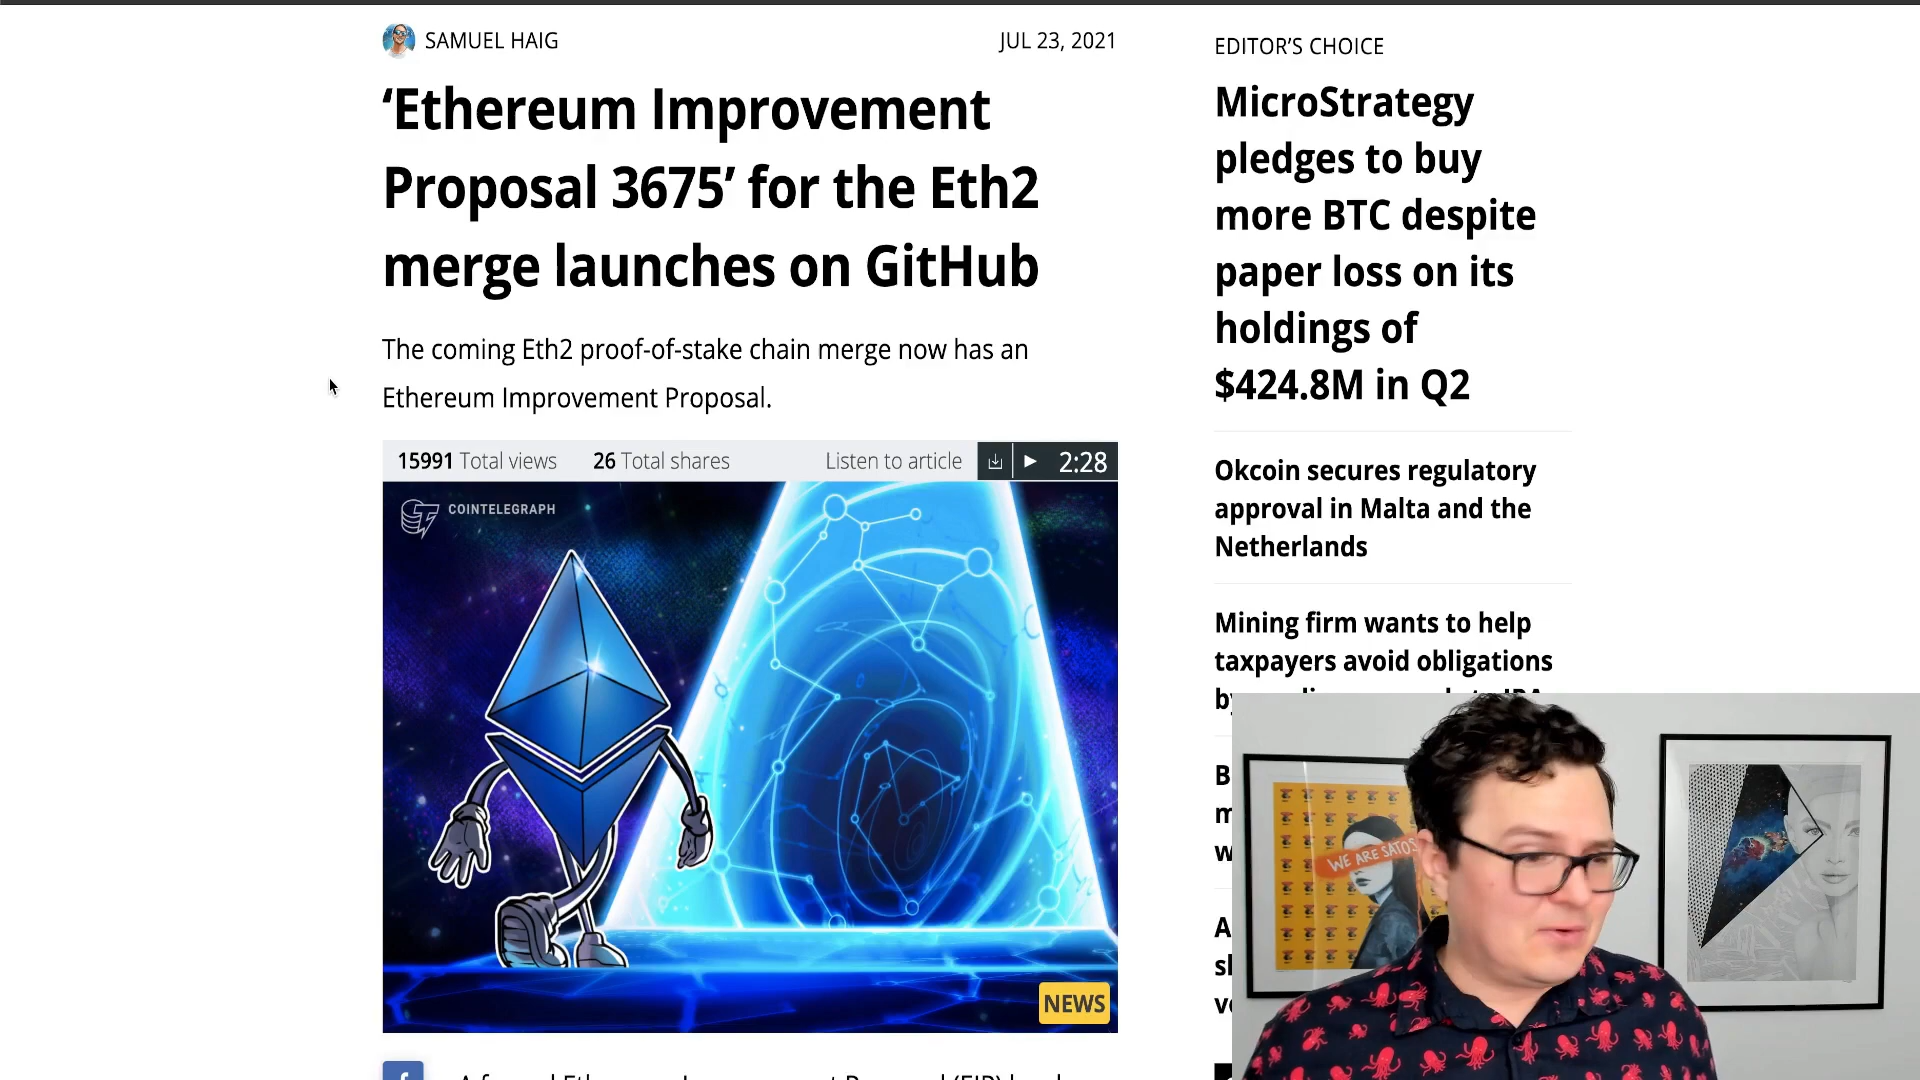 SAMUEL HAIG
JUL 23, 2021
‘Ethereum Improvement
Proposal 3675’ for the Eth2
merge launches on GitHub
The coming Eth2 proof-of-stake chain merge now has an
Ethereum Improvement Proposal.
15991 Total views 26 Total shares Listen to article 2:28
COINTELEGRAPH
NEWS
EDITOR’S CHOICE
MicroStrategy
pledges to buy
more BTC despite
paper loss on its
holdings of
$424.8M in Q2
Okcoin secures regulatory
approval in Malta and the
Netherlands
Mining firm wants to help
taxpayers avoid obligations
WE ARE SATOS